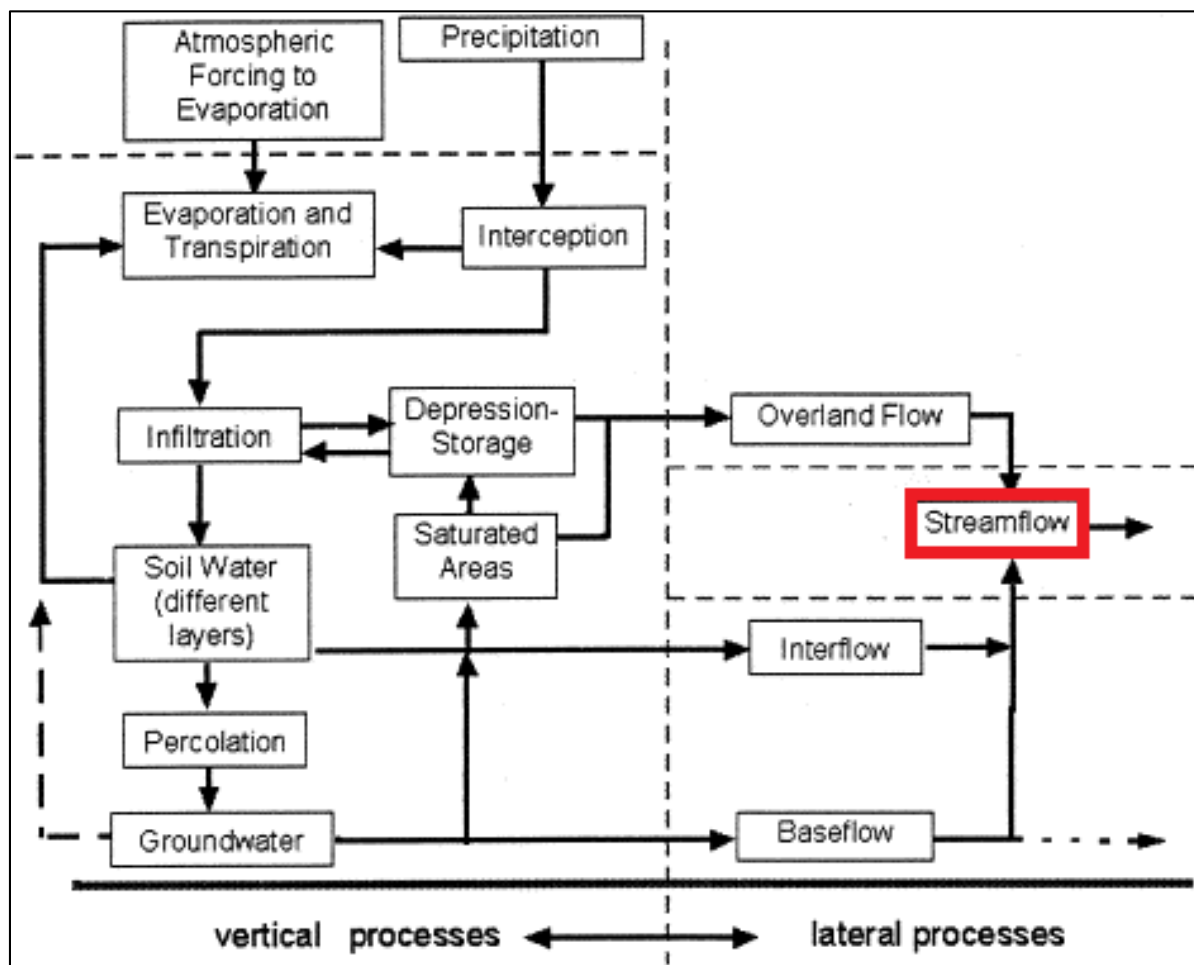 Atmospheric
Forcing to
Evaporation
Precipitation
Evaporation and
Transpiration
Interception
Infiltration
Depression-
Storage
Overland Flow
Streamflow
Saturated
Areas
Soil Water
(different
layers)
Interflow
Percolation
Groundwater
Baseflow
vertical processes
lateral processes